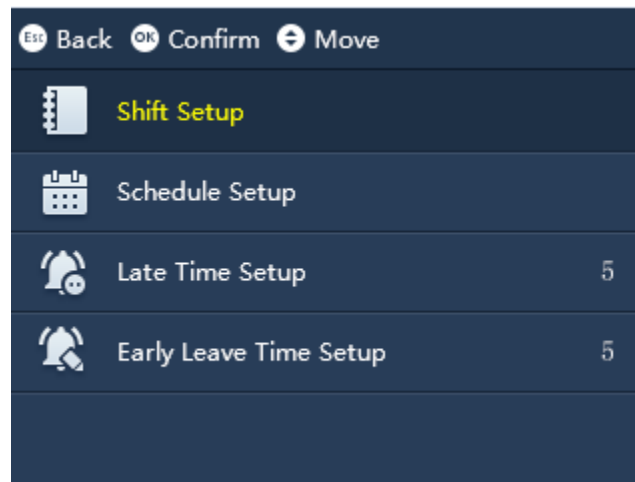 Esc Back OK Confirm Move
Shift Setup
Schedule Setup
Late Time Setup 5
Early Leave Time Setup 5